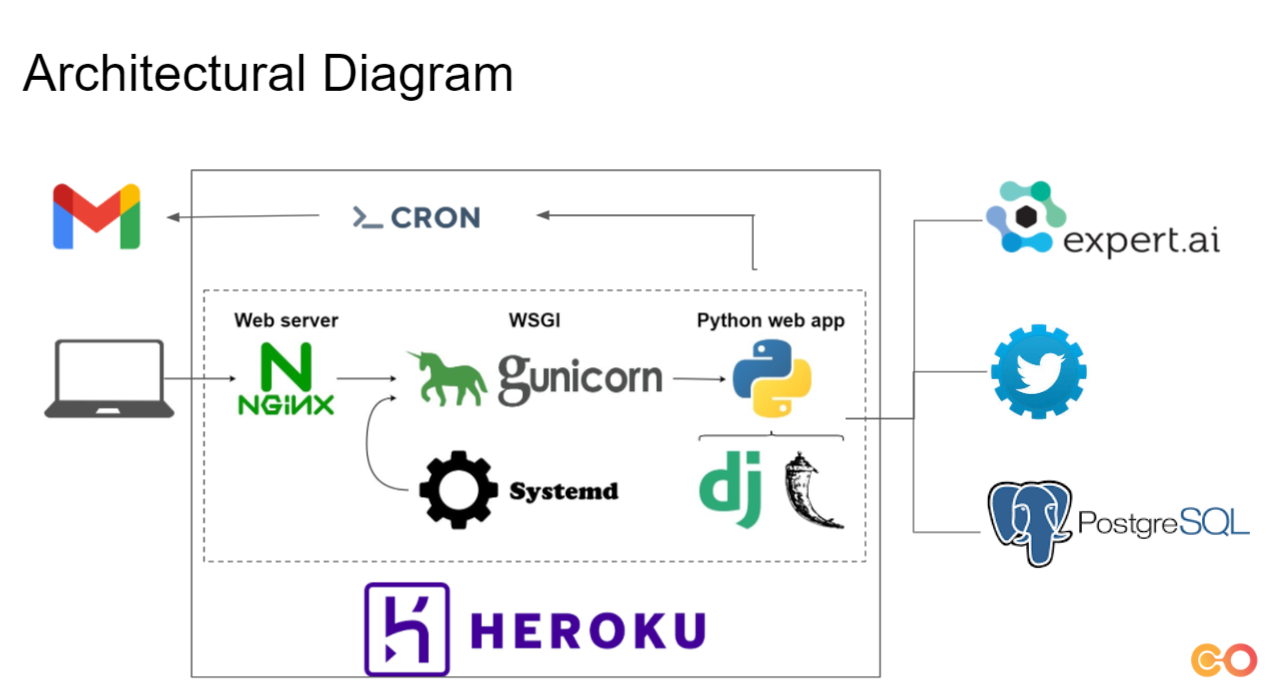 Architectural Diagram
>_ CRON
expert.ai
Web server
WSGI
Python web app
NGiNX
gunicorn
Systemd
dj
PostgreSQL
HEROKU